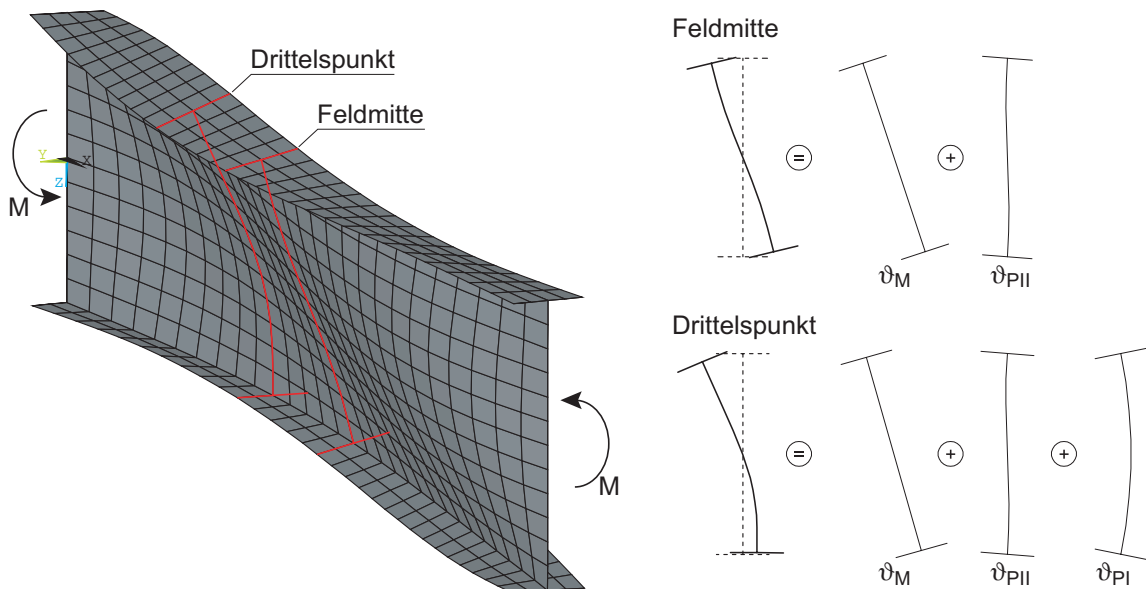 Drittelspunkt
Feldmitte
Y
X
Z
M
M
Feldmitte
=
+
ϑM
ϑPII
Drittelspunkt
=
+
+
ϑM
ϑPII
ϑPI